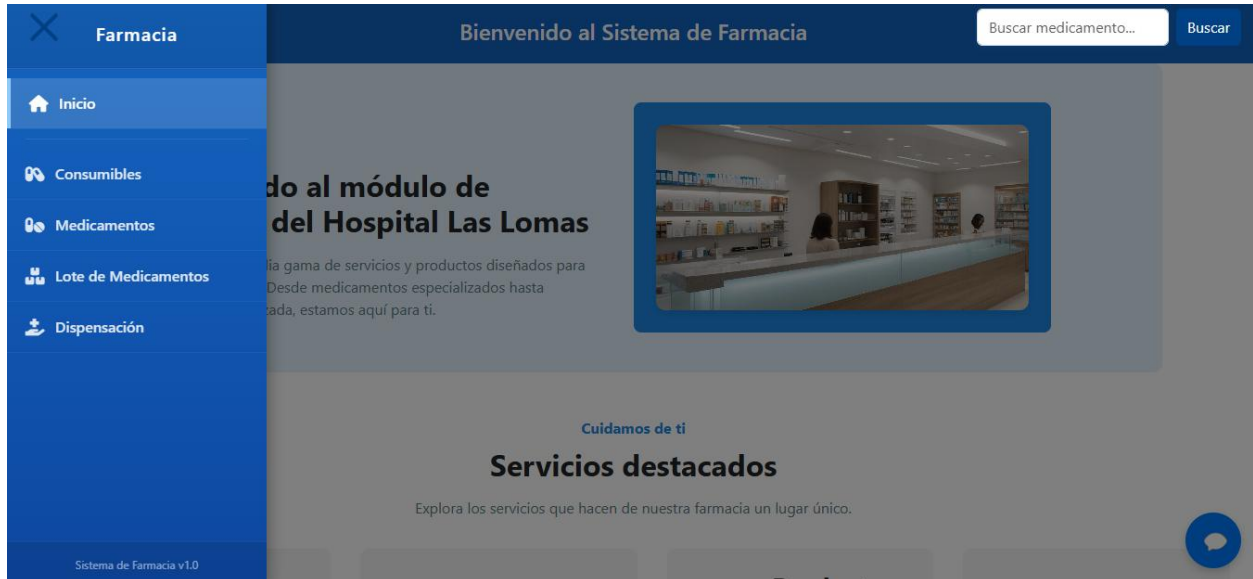 Farmacia
Bienvenido al Sistema de Farmacia
Buscar medicamento...
Buscar
Inicio
Consumibles
Medicamentos
Lote de Medicamentos
Dispensación
Sistema de Farmacia v1.0
do al módulo de
del Hospital Las Lomas
gama de servicios y productos diseñados para
Desde medicamentos especializados hasta
estamos aquí para ti.
Cuidamos de ti
Servicios destacados
Explora los servicios que hacen de nuestra farmacia un lugar único.